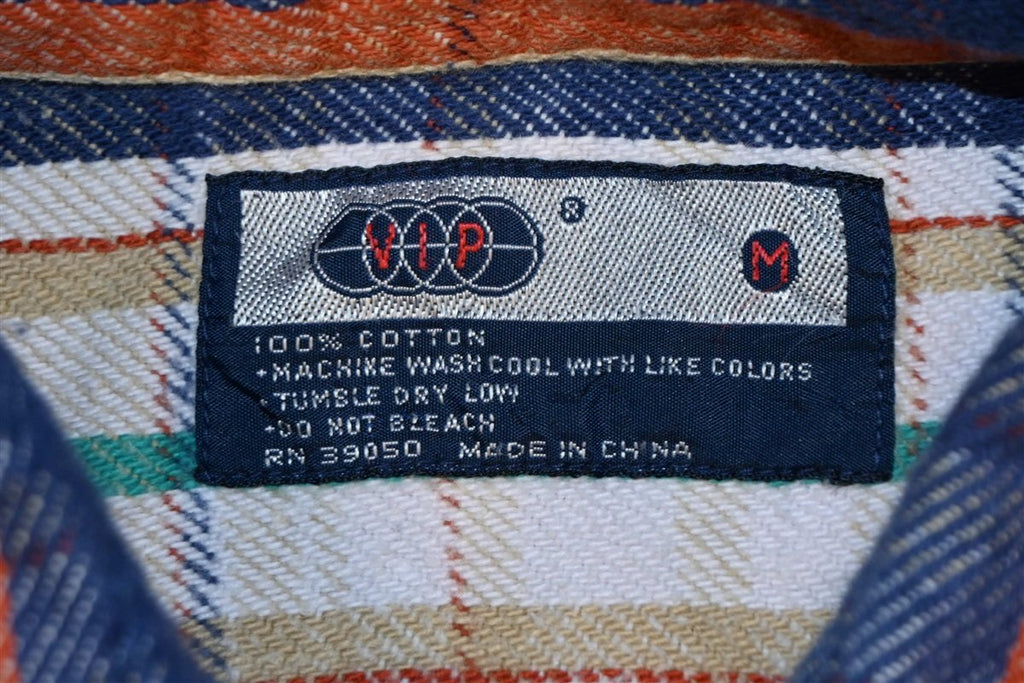 VIP ® M
100% COTTON
•MACHINE WASH COOL WITH LIKE COLORS
•TUMBLE DRY LOW
•DO NOT BLEACH
RN 39050 MADE IN CHINA